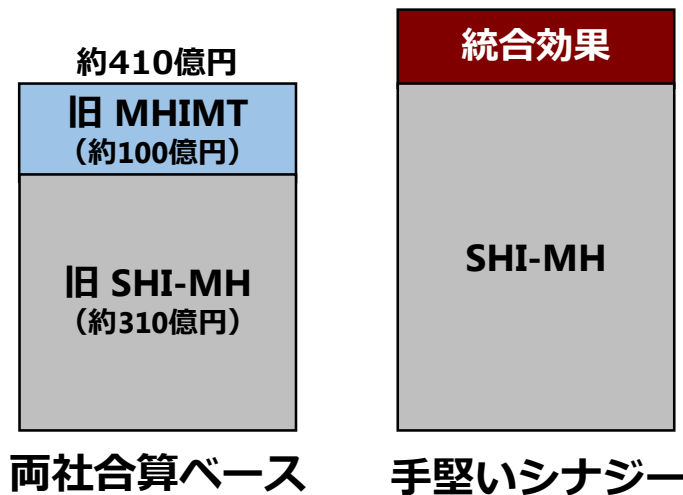 約410億円
旧 MHIMT
（約100億円）
旧 SHI-MH
（約310億円）
両社合算ベース
統合効果
SHI-MH
手堅いシナジー